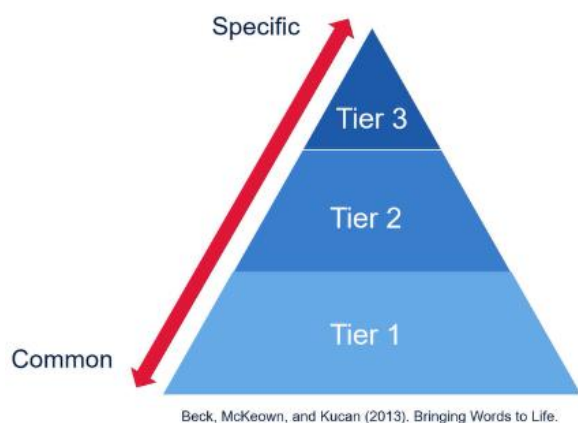 Specific
Tier 3
Tier 2
Tier 1
Common
Beck, McKeown, and Kucan (2013). Bringing Words to Life.